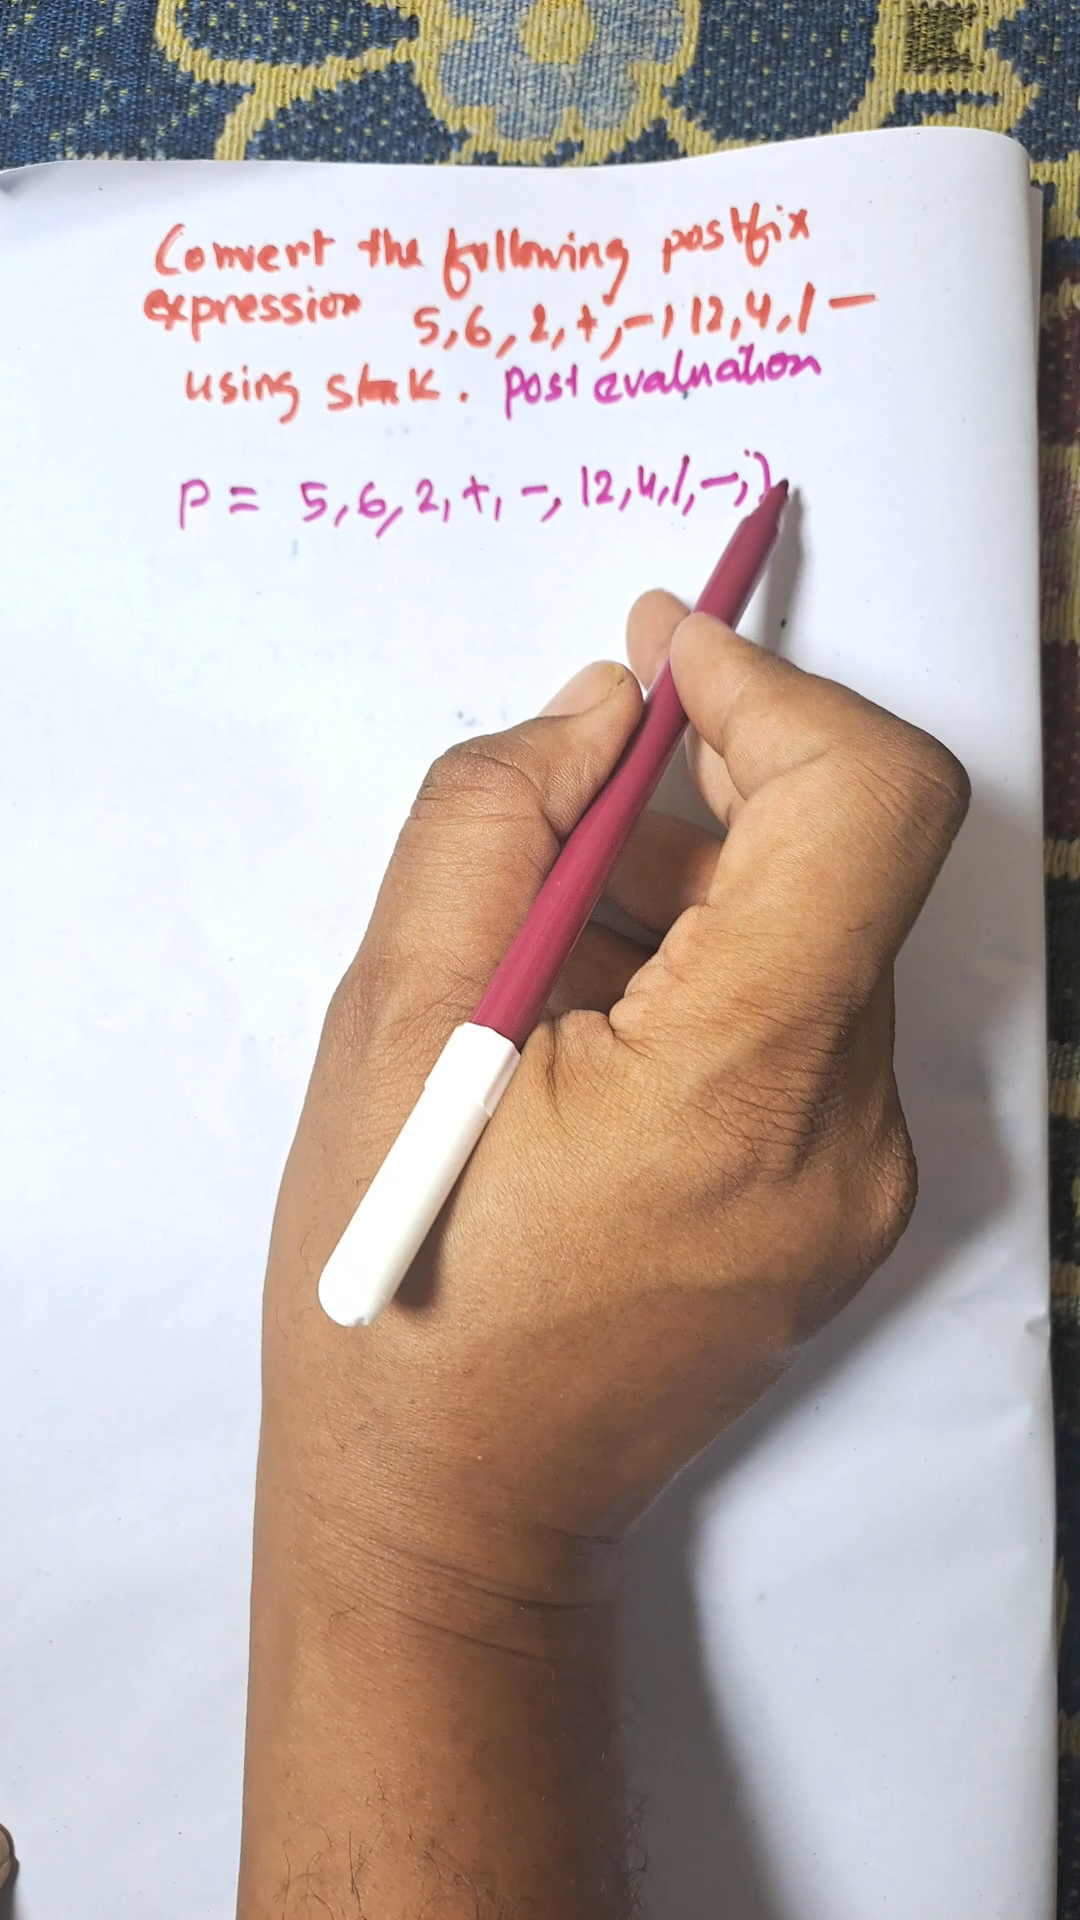 Convert the following postfix
expression 5,6,2,+,-,12,4,/-
using stack. post evaluation
P = 5,6,2,+,-,12,4,/,-,)